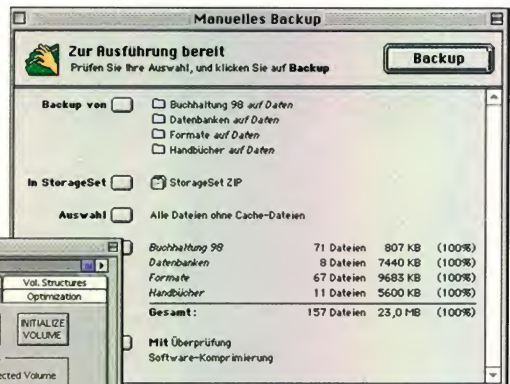 Manuelles Backup
Zur Ausführung bereit
Prüfen Sie Ihre Auswahl, und klicken Sie auf Backup
Backup
Backup von
Buchhaltung 98 auf Daten
Datenbanken auf Daten
Formate auf Daten
Handbücher auf Daten
In StorageSet
StorageSet ZIP
Auswahl
Alle Dateien ohne Cache-Dateien
Buchhaltung 98 71 Dateien 807 KB (100%)
Datenbanken 8 Dateien 7440 KB (100%)
Formate 67 Dateien 9683 KB (100%)
Handbücher 11 Dateien 5600 KB (100%)
Gesamt: 157 Dateien 23,0 MB (100%)
Mit Überprüfung
Software-Komprimierung
Vol. Structures
Optimization
INITIALIZE
VOLUME
ected Volume